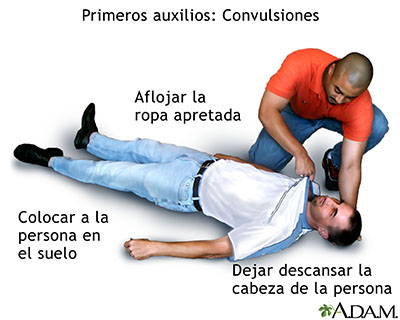 Primeros auxilios: Convulsiones
Aflojar la
ropa apretada
Colocar a la
persona en
el suelo
Dejar descansar la
cabeza de la persona
ADAM.